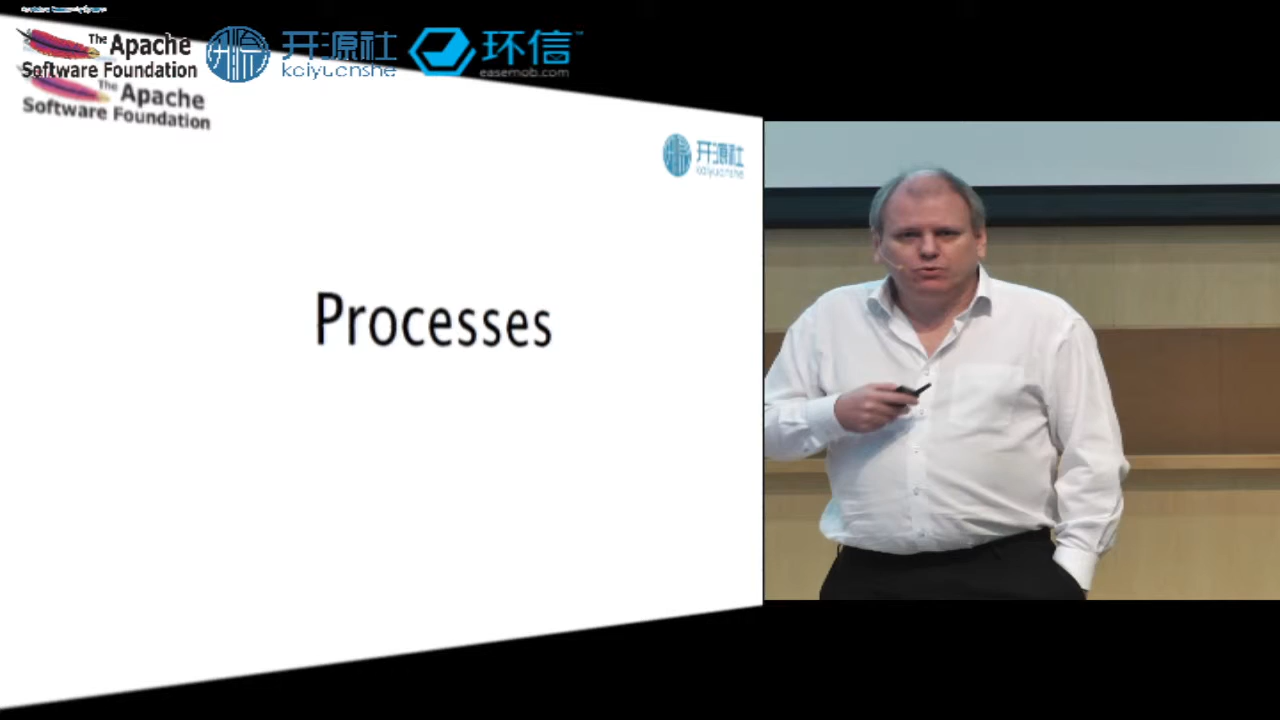 The Apache
Software Foundation
开源社
kaiyuanshe
环信
easemob.com
The Apache
Software Foundation
开源社
kaiyuanshe
Processes